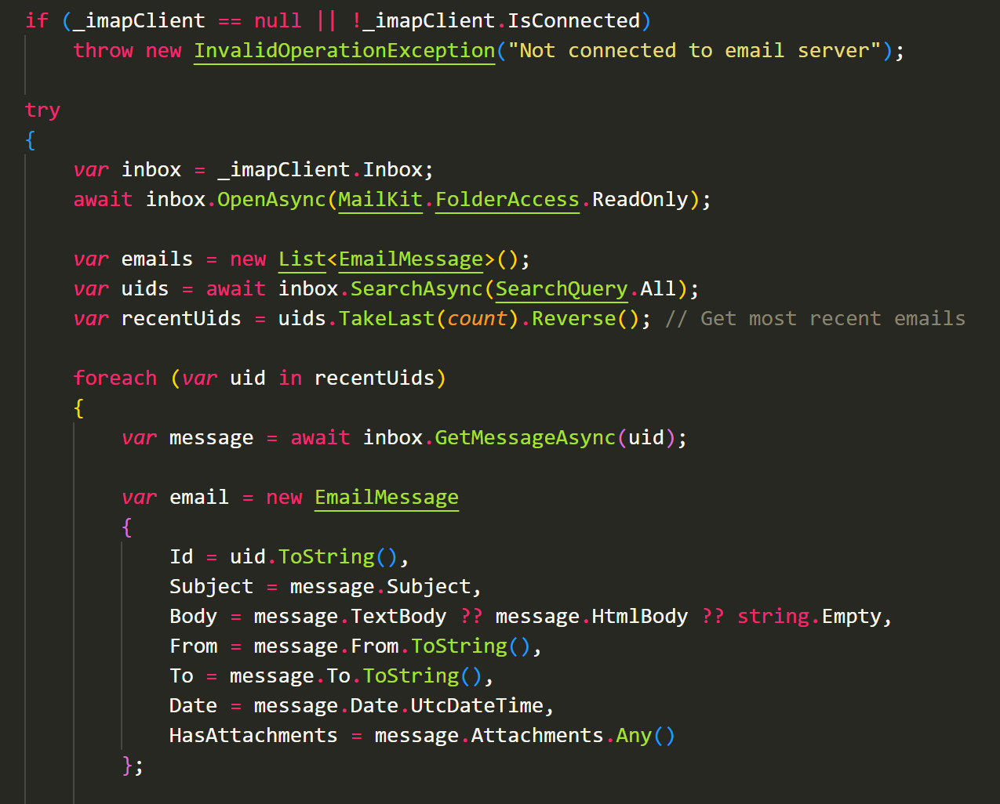 if (_imapClient == null || !_imapClient.IsConnected)
    throw new InvalidOperationException("Not connected to email server");

try
{
    var inbox = _imapClient.Inbox;
    await inbox.OpenAsync(MailKit.FolderAccess.ReadOnly);

    var emails = new List<EmailMessage>();
    var uids = await inbox.SearchAsync(SearchQuery.All);
    var recentUids = uids.TakeLast(count).Reverse(); // Get most recent emails

    foreach (var uid in recentUids)
    {
        var message = await inbox.GetMessageAsync(uid);

        var email = new EmailMessage
        {
            Id = uid.ToString(),
            Subject = message.Subject,
            Body = message.TextBody ?? message.HtmlBody ?? string.Empty,
            From = message.From.ToString(),
            To = message.To.ToString(),
            Date = message.Date.UtcDateTime,
            HasAttachments = message.Attachments.Any()
        };